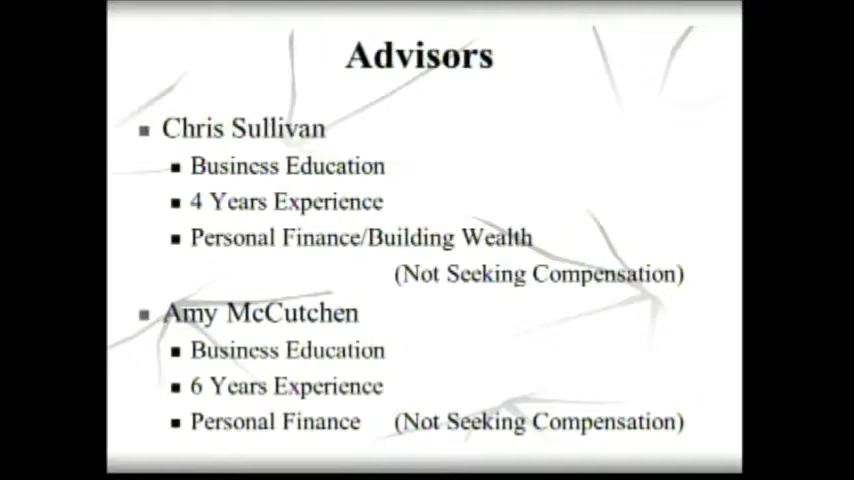 Advisors
Chris Sullivan
Business Education
4 Years Experience
Personal Finance/Building Wealth
(Not Seeking Compensation)
Amy McCutchen
Business Education
6 Years Experience
Personal Finance (Not Seeking Compensation)